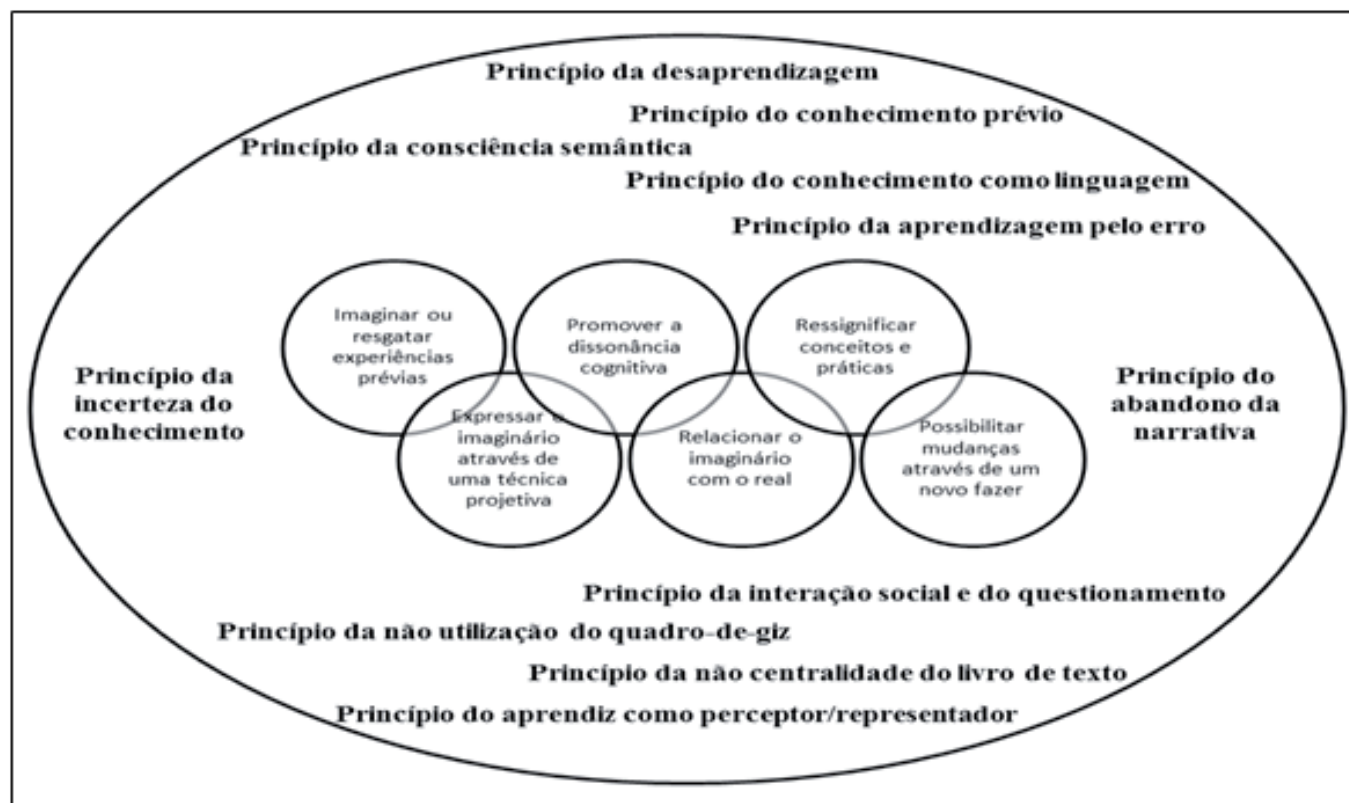 Princípio da desaprendizagem
Princípio do conhecimento prévio
Princípio da consciência semântica
Princípio do conhecimento como linguagem
Princípio da aprendizagem pelo erro
Imaginar ou
resgatar
experiências
prévias
Promover a
dissonância
cognitiva
Ressignificar
conceitos e
práticas
Princípio da
incerteza do
conhecimento
Expressar o
imaginário
através de
uma técnica
projetiva
Relacionar o
imaginário
com o real
Possibilitar
mudanças
através de um
novo fazer
Princípio do
abandono da
narrativa
Princípio da interação social e do questionamento
Princípio da não utilização do quadro-de-giz
Princípio da não centralidade do livro de texto
Princípio do aprendiz como perceptor/representador